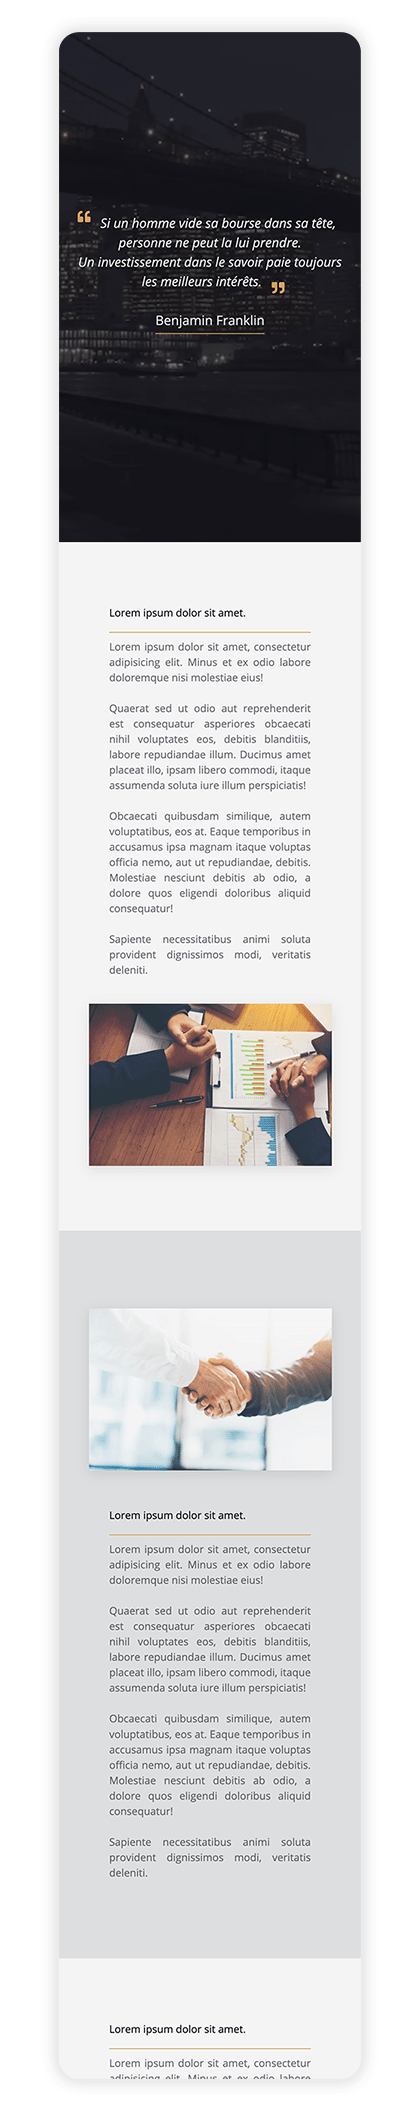 ❝ Si un homme vide sa bourse dans sa tête,
personne ne peut la lui prendre.
Un investissement dans le savoir paie toujours
les meilleurs intérêts. ❞
Benjamin Franklin
Lorem ipsum dolor sit amet.
Lorem ipsum dolor sit amet, consectetur
adipisicing elit. Minus et ex odio labore
doloremque nisi molestiae eius!
Quaerat sed ut odio aut reprehenderit
est consequatur asperiores obcaecati
nihil voluptates eos, debitis blanditiis,
labore repudiandae illum. Ducimus amet
placeat illo, ipsam libero commodi, itaque
assumenda soluta iure illum perspiciatis!
Obcaecati quibusdam similique, autem
voluptatibus, eos at. Eaque temporibus in
accusamus ipsa magnam itaque voluptas
officia nemo, aut ut repudiandae, debitis.
Molestiae nesciunt debitis ab odio, a
dolore quos eligendi doloribus aliquid
consequatur!
Sapiente necessitatibus animi soluta
provident dignissimos modi, veritatis
deleniti.
Lorem ipsum dolor sit amet.
Lorem ipsum dolor sit amet, consectetur
adipisicing elit. Minus et ex odio labore
doloremque nisi molestiae eius!
Quaerat sed ut odio aut reprehenderit
est consequatur asperiores obcaecati
nihil voluptates eos, debitis blanditiis,
labore repudiandae illum. Ducimus amet
placeat illo, ipsam libero commodi, itaque
assumenda soluta iure illum perspiciatis!
Obcaecati quibusdam similique, autem
voluptatibus, eos at. Eaque temporibus in
accusamus ipsa magnam itaque voluptas
officia nemo, aut ut repudiandae, debitis.
Molestiae nesciunt debitis ab odio, a
dolore quos eligendi doloribus aliquid
consequatur!
Sapiente necessitatibus animi soluta
provident dignissimos modi, veritatis
deleniti.
Lorem ipsum dolor sit amet.
Lorem ipsum dolor sit amet, consectetur
adipisicing elit. Minus et ex odio labore